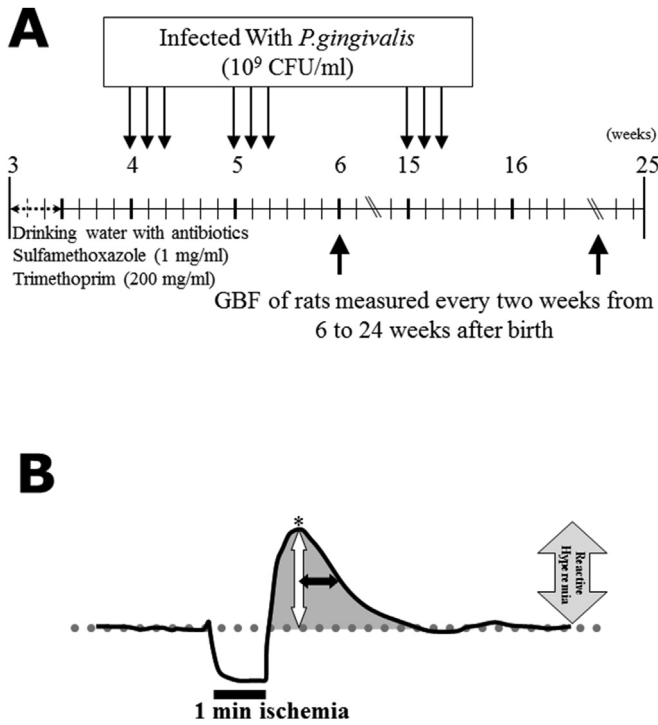 A
Infected With P.gingivalis
(10⁹ CFU/ml)
(weeks)
3 4 5 6 15 16 25
Drinking water with antibiotics
Sulfamethoxazole (1 mg/ml)
Trimethoprim (200 mg/ml)
GBF of rats measured every two weeks from
6 to 24 weeks after birth
B
*
Reactive
Hyperemia
1 min ischemia